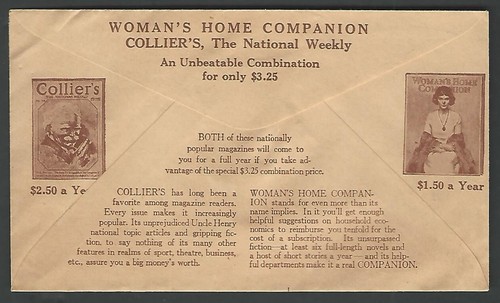 WOMAN'S HOME COMPANION
COLLIER'S, The National Weekly
An Unbeatable Combination
for only $3.25
Collier's
WOMAN'S HOME
COMPANION
BOTH of these nationally
popular magazines will come to
you for a full year if you take ad-
vantage of the special $3.25 combination price.
$2.50 a Ye
$1.50 a Year
COLLIER'S has long been a
favorite among magazine readers.
Every issue makes it increasingly
popular. Its unprejudiced Uncle Henry
national topic articles and gripping fic-
tion, to say nothing of its many other
features in realms of sport, theatre, business,
etc., assure you a big money's worth.
WOMAN'S HOME COMPAN-
ION stands for even more than its
name implies. In it you'll get enough
helpful suggestions on household econ-
omics to reimburse you tenfold for the
cost of a subscription. Its unsurpassed
fiction—at least six full-length novels and
a host of short stories a year—and its help-
ful departments make it a real COMPANION.